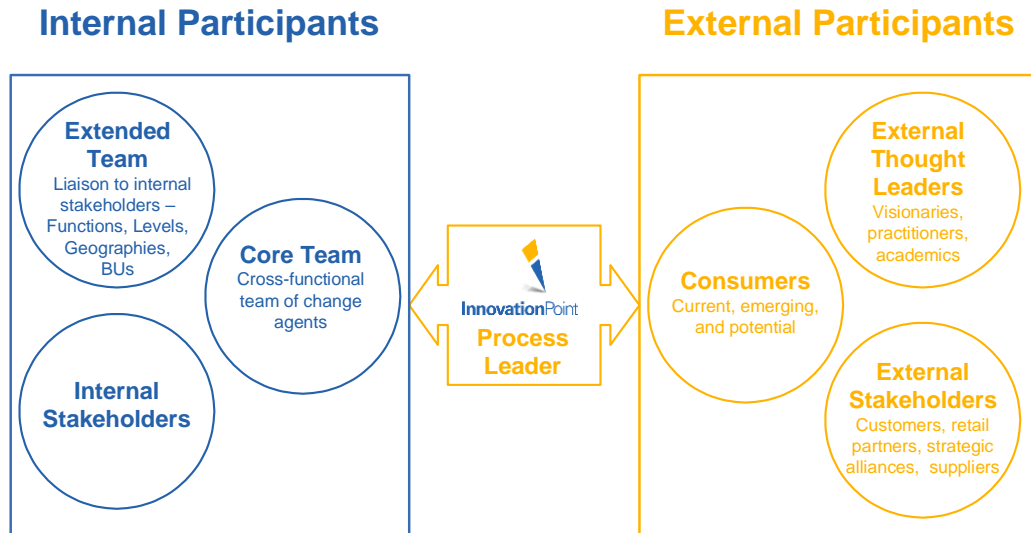 Internal Participants
Extended
Team
Liaison to internal
stakeholders –
Functions, Levels,
Geographies,
BUs
Core Team
Cross-functional
team of change
agents
Internal
Stakeholders
InnovationPoint
Process
Leader
External Participants
External
Thought
Leaders
Visionaries,
practitioners,
academics
Consumers
Current, emerging,
and potential
External
Stakeholders
Customers, retail
partners, strategic
alliances, suppliers